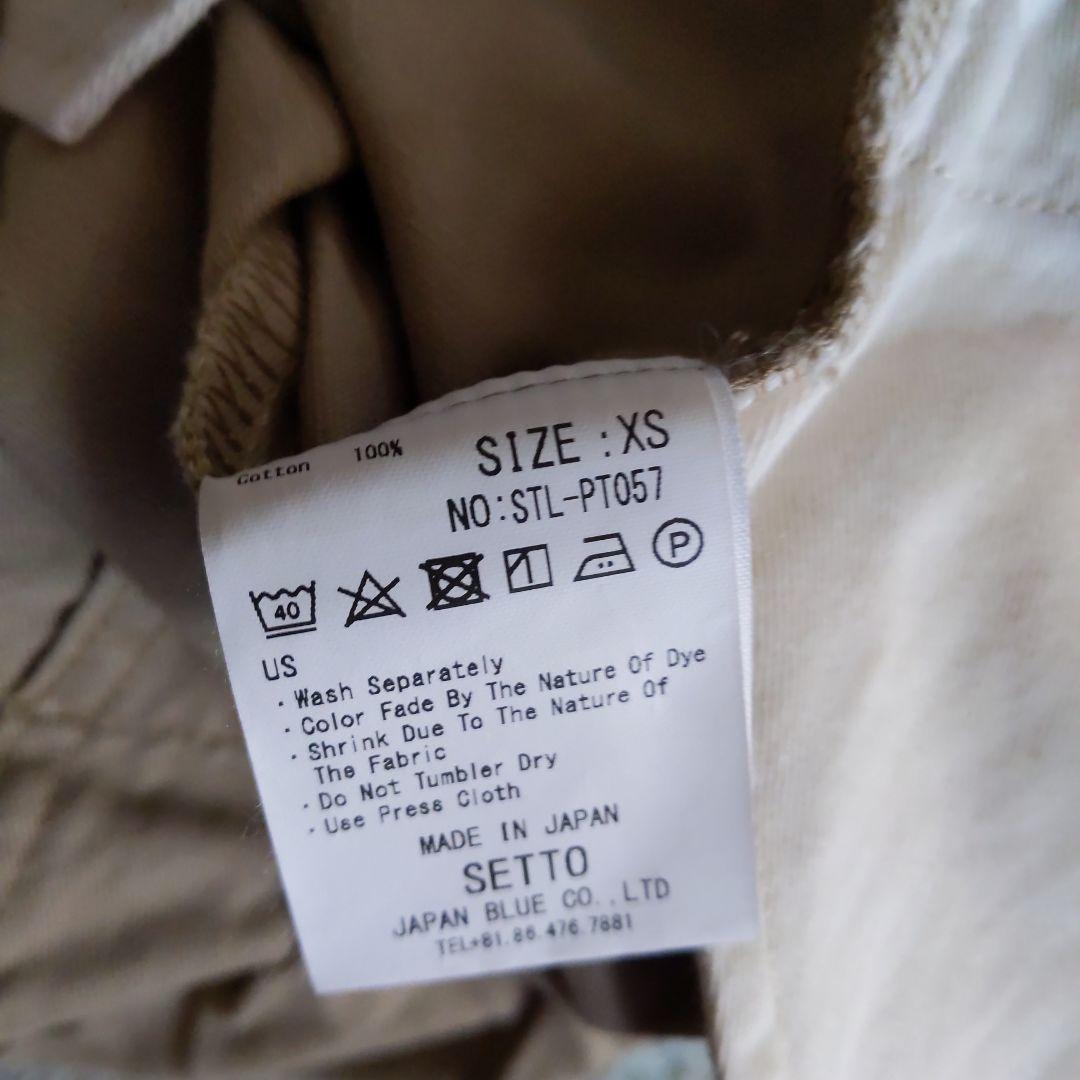 Cotton 100%
SIZE :XS
NO:STL-PT057
40
P
US
・Wash Separately
・Color Fade By The Nature Of Dye
・Shrink Due To The Nature Of
The Fabric
・Do Not Tumbler Dry
・Use Press Cloth
MADE IN JAPAN
SETTO
JAPAN BLUE CO.,LTD
TEL+81.86.476.7881